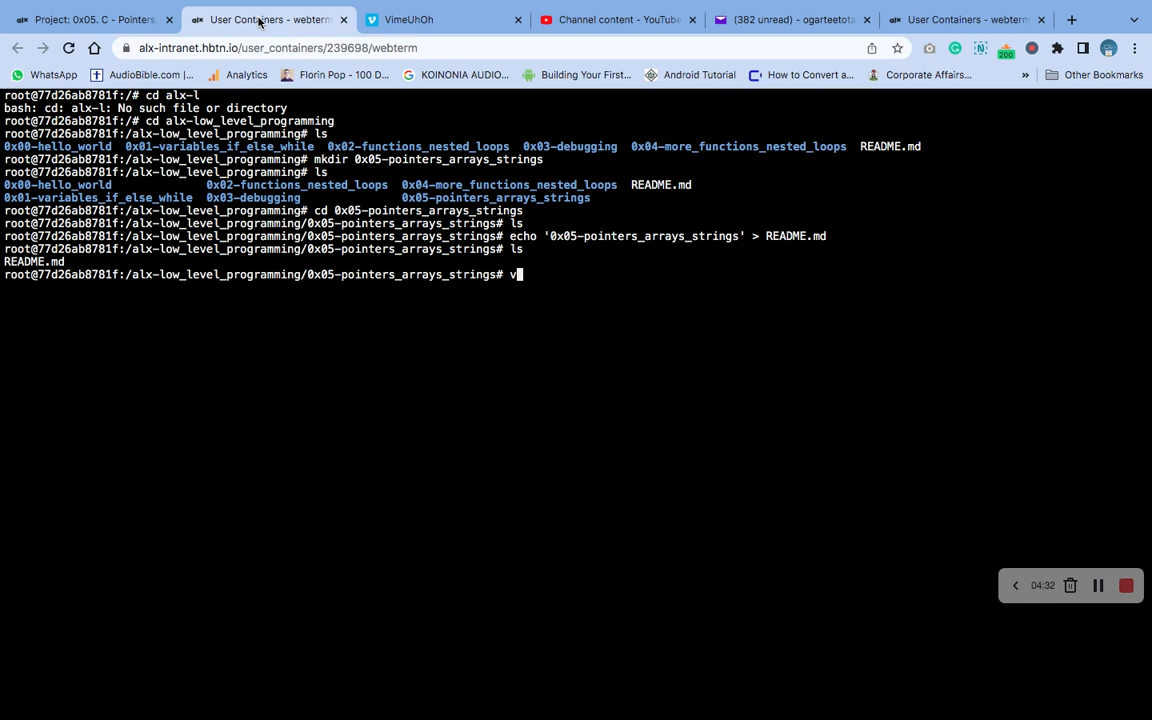 alx Project: 0x05. C - Pointers, × alx User Containers - webterm × VimeUhOh × Channel content - YouTube × (382 unread) - ogarteetota × alx User Containers - webterm × +
alx-intranet.hbtn.io/user_containers/239698/webterm 200
WhatsApp AudioBible.com |... Analytics Florin Pop - 100 D... KOINONIA AUDIO... Building Your First... Android Tutorial How to Convert a... Corporate Affairs... » Other Bookmarks
root@77d26ab8781f:/# cd alx-l
bash: cd: alx-l: No such file or directory
root@77d26ab8781f:/# cd alx-low_level_programming
root@77d26ab8781f:/alx-low_level_programming# ls
0x00-hello_world 0x01-variables_if_else_while 0x02-functions_nested_loops 0x03-debugging 0x04-more_functions_nested_loops README.md
root@77d26ab8781f:/alx-low_level_programming# mkdir 0x05-pointers_arrays_strings
root@77d26ab8781f:/alx-low_level_programming# ls
0x00-hello_world 0x02-functions_nested_loops 0x04-more_functions_nested_loops README.md
0x01-variables_if_else_while 0x03-debugging 0x05-pointers_arrays_strings
root@77d26ab8781f:/alx-low_level_programming# cd 0x05-pointers_arrays_strings
root@77d26ab8781f:/alx-low_level_programming/0x05-pointers_arrays_strings# ls
root@77d26ab8781f:/alx-low_level_programming/0x05-pointers_arrays_strings# echo '0x05-pointers_arrays_strings' > README.md
root@77d26ab8781f:/alx-low_level_programming/0x05-pointers_arrays_strings# ls
README.md
root@77d26ab8781f:/alx-low_level_programming/0x05-pointers_arrays_strings# v
04:32